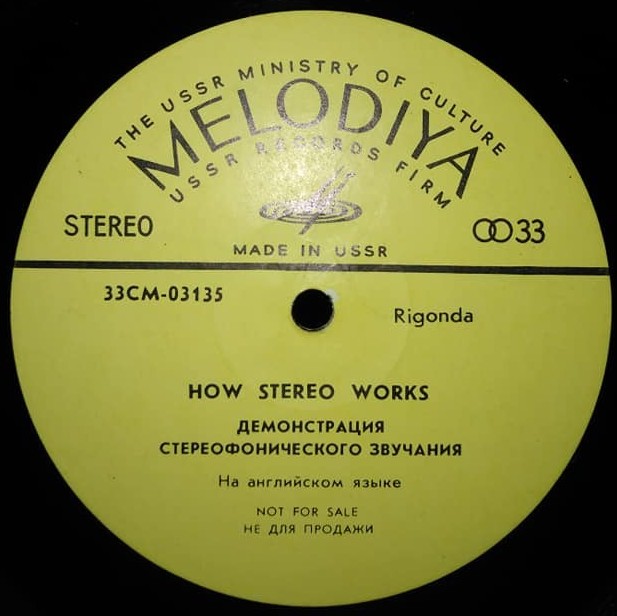 THE USSR MINISTRY OF CULTURE
MELODIYA
USSR RECORDS FIRM
STEREO
33
MADE IN USSR
33СМ-03135
Rigonda
HOW STEREO WORKS
ДЕМОНСТРАЦИЯ
СТЕРЕОФОНИЧЕСКОГО ЗВУЧАНИЯ
На английском языке
NOT FOR SALE
НЕ ДЛЯ ПРОДАЖИ